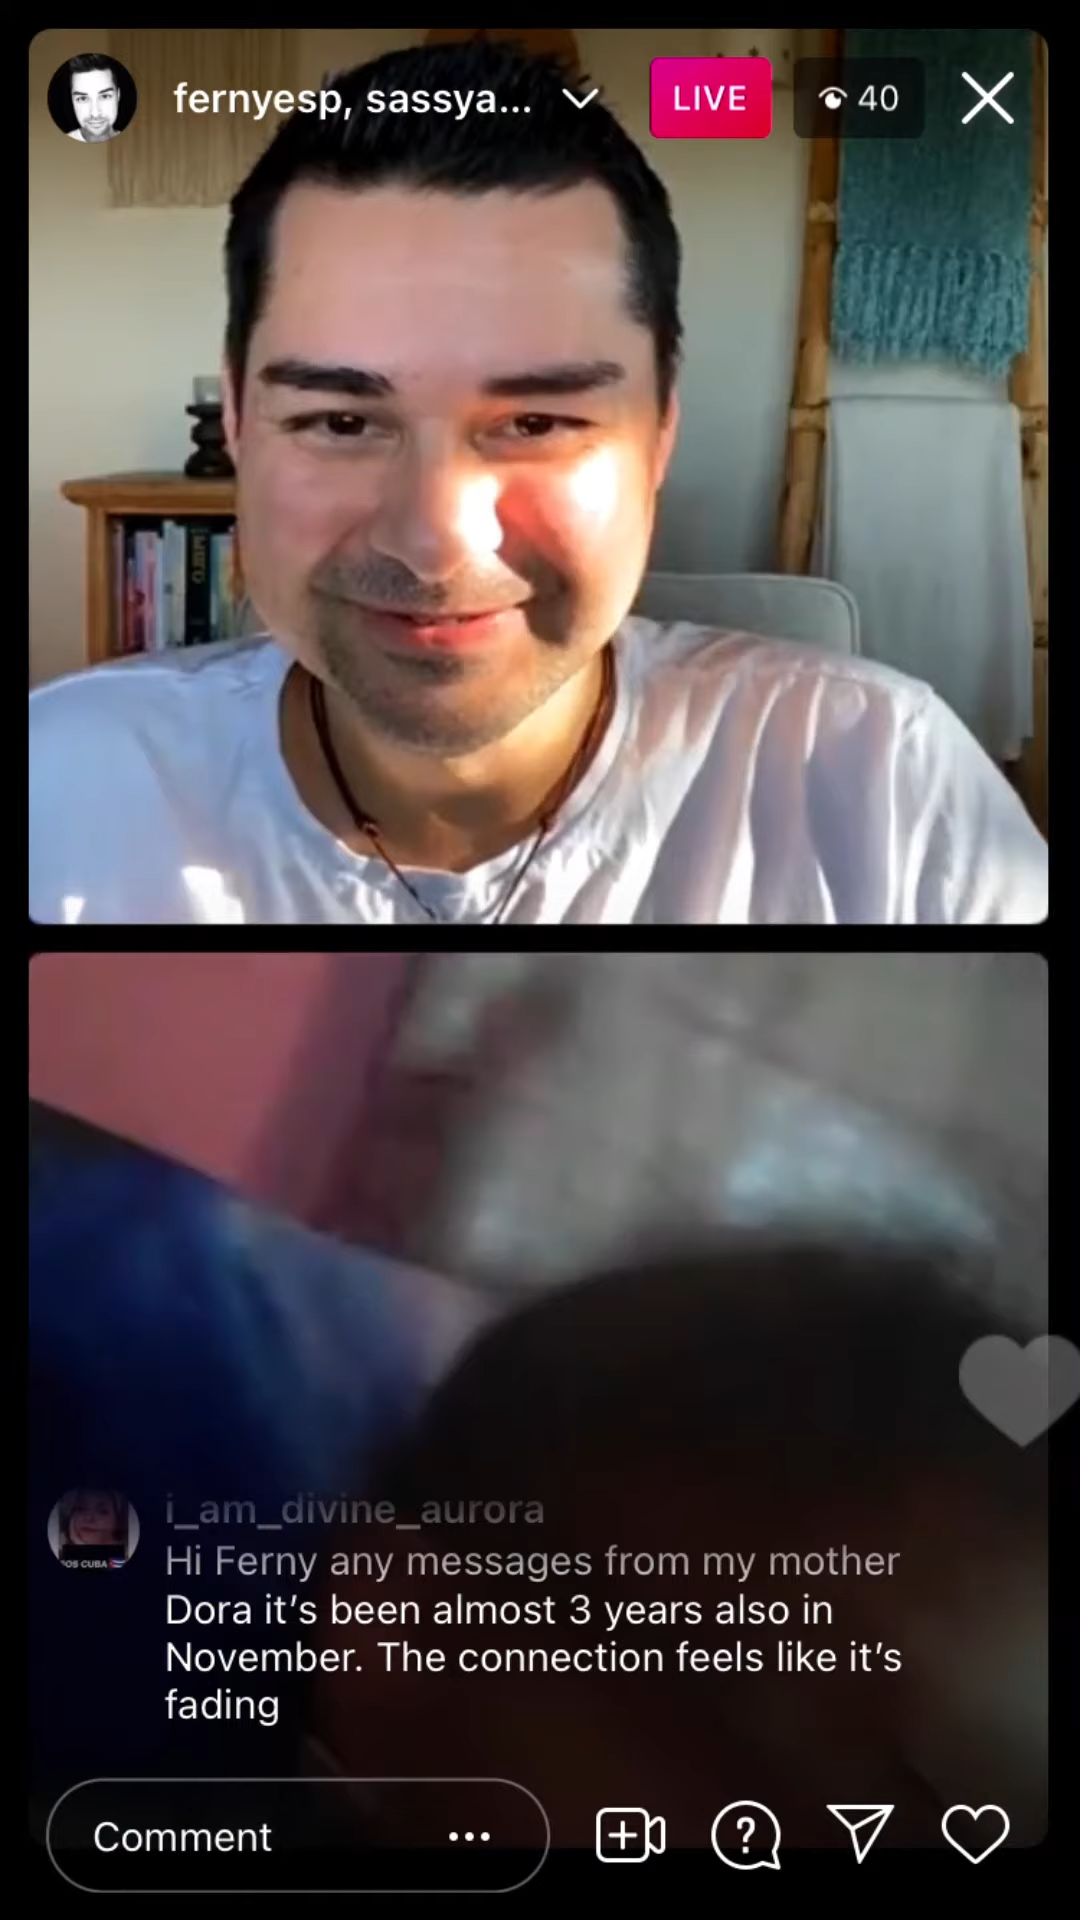 fernyesp, sassya...
LIVE
40
i_am_divine_aurora
Hi Ferny any messages from my mother
Dora it’s been almost 3 years also in
November. The connection feels like it’s
fading
Comment